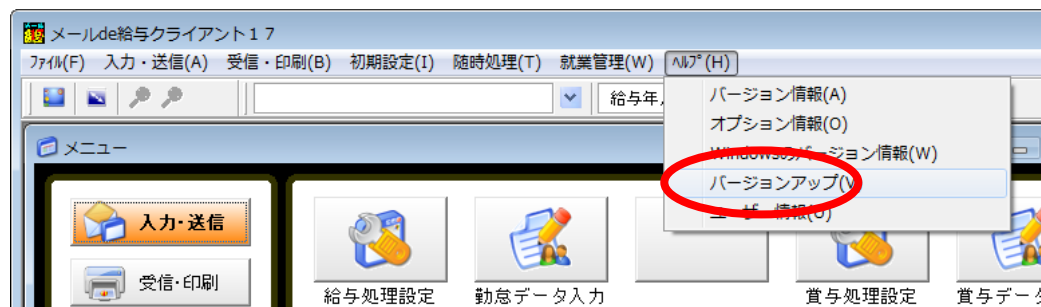 メールde給与クライアント17
ﾌｧｲﾙ(F) 入力・送信(A) 受信・印刷(B) 初期設定(I) 随時処理(T) 就業管理(W) ﾍﾙﾌﾟ(H)
給与年
バージョン情報(A)
オプション情報(O)
Windowsのバージョン情報(W)
バージョンアップ(V
ユーザー情報(U)
メニュー
入力・送信
受信・印刷
給与処理設定 勤怠データ入力 賞与処理設定 賞与デー